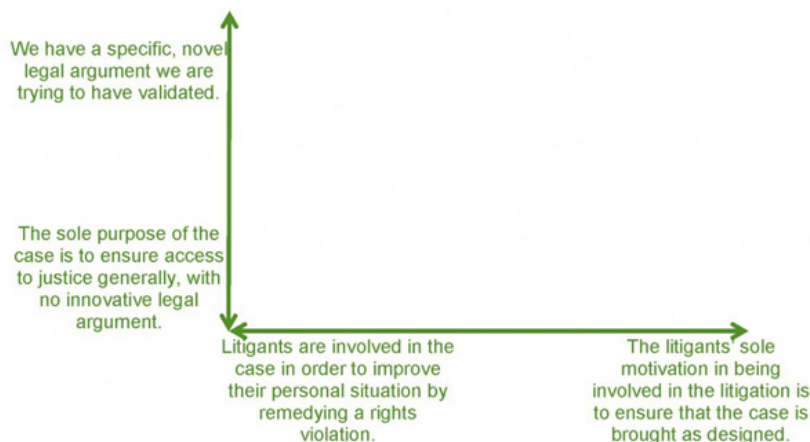 We have a specific, novel
legal argument we are
trying to have validated.
The sole purpose of the
case is to ensure access
to justice generally, with
no innovative legal
argument.
Litigants are involved in the
case in order to improve
their personal situation by
remedying a rights
violation.
The litigants' sole
motivation in being
involved in the litigation is
to ensure that the case is
brought as designed.